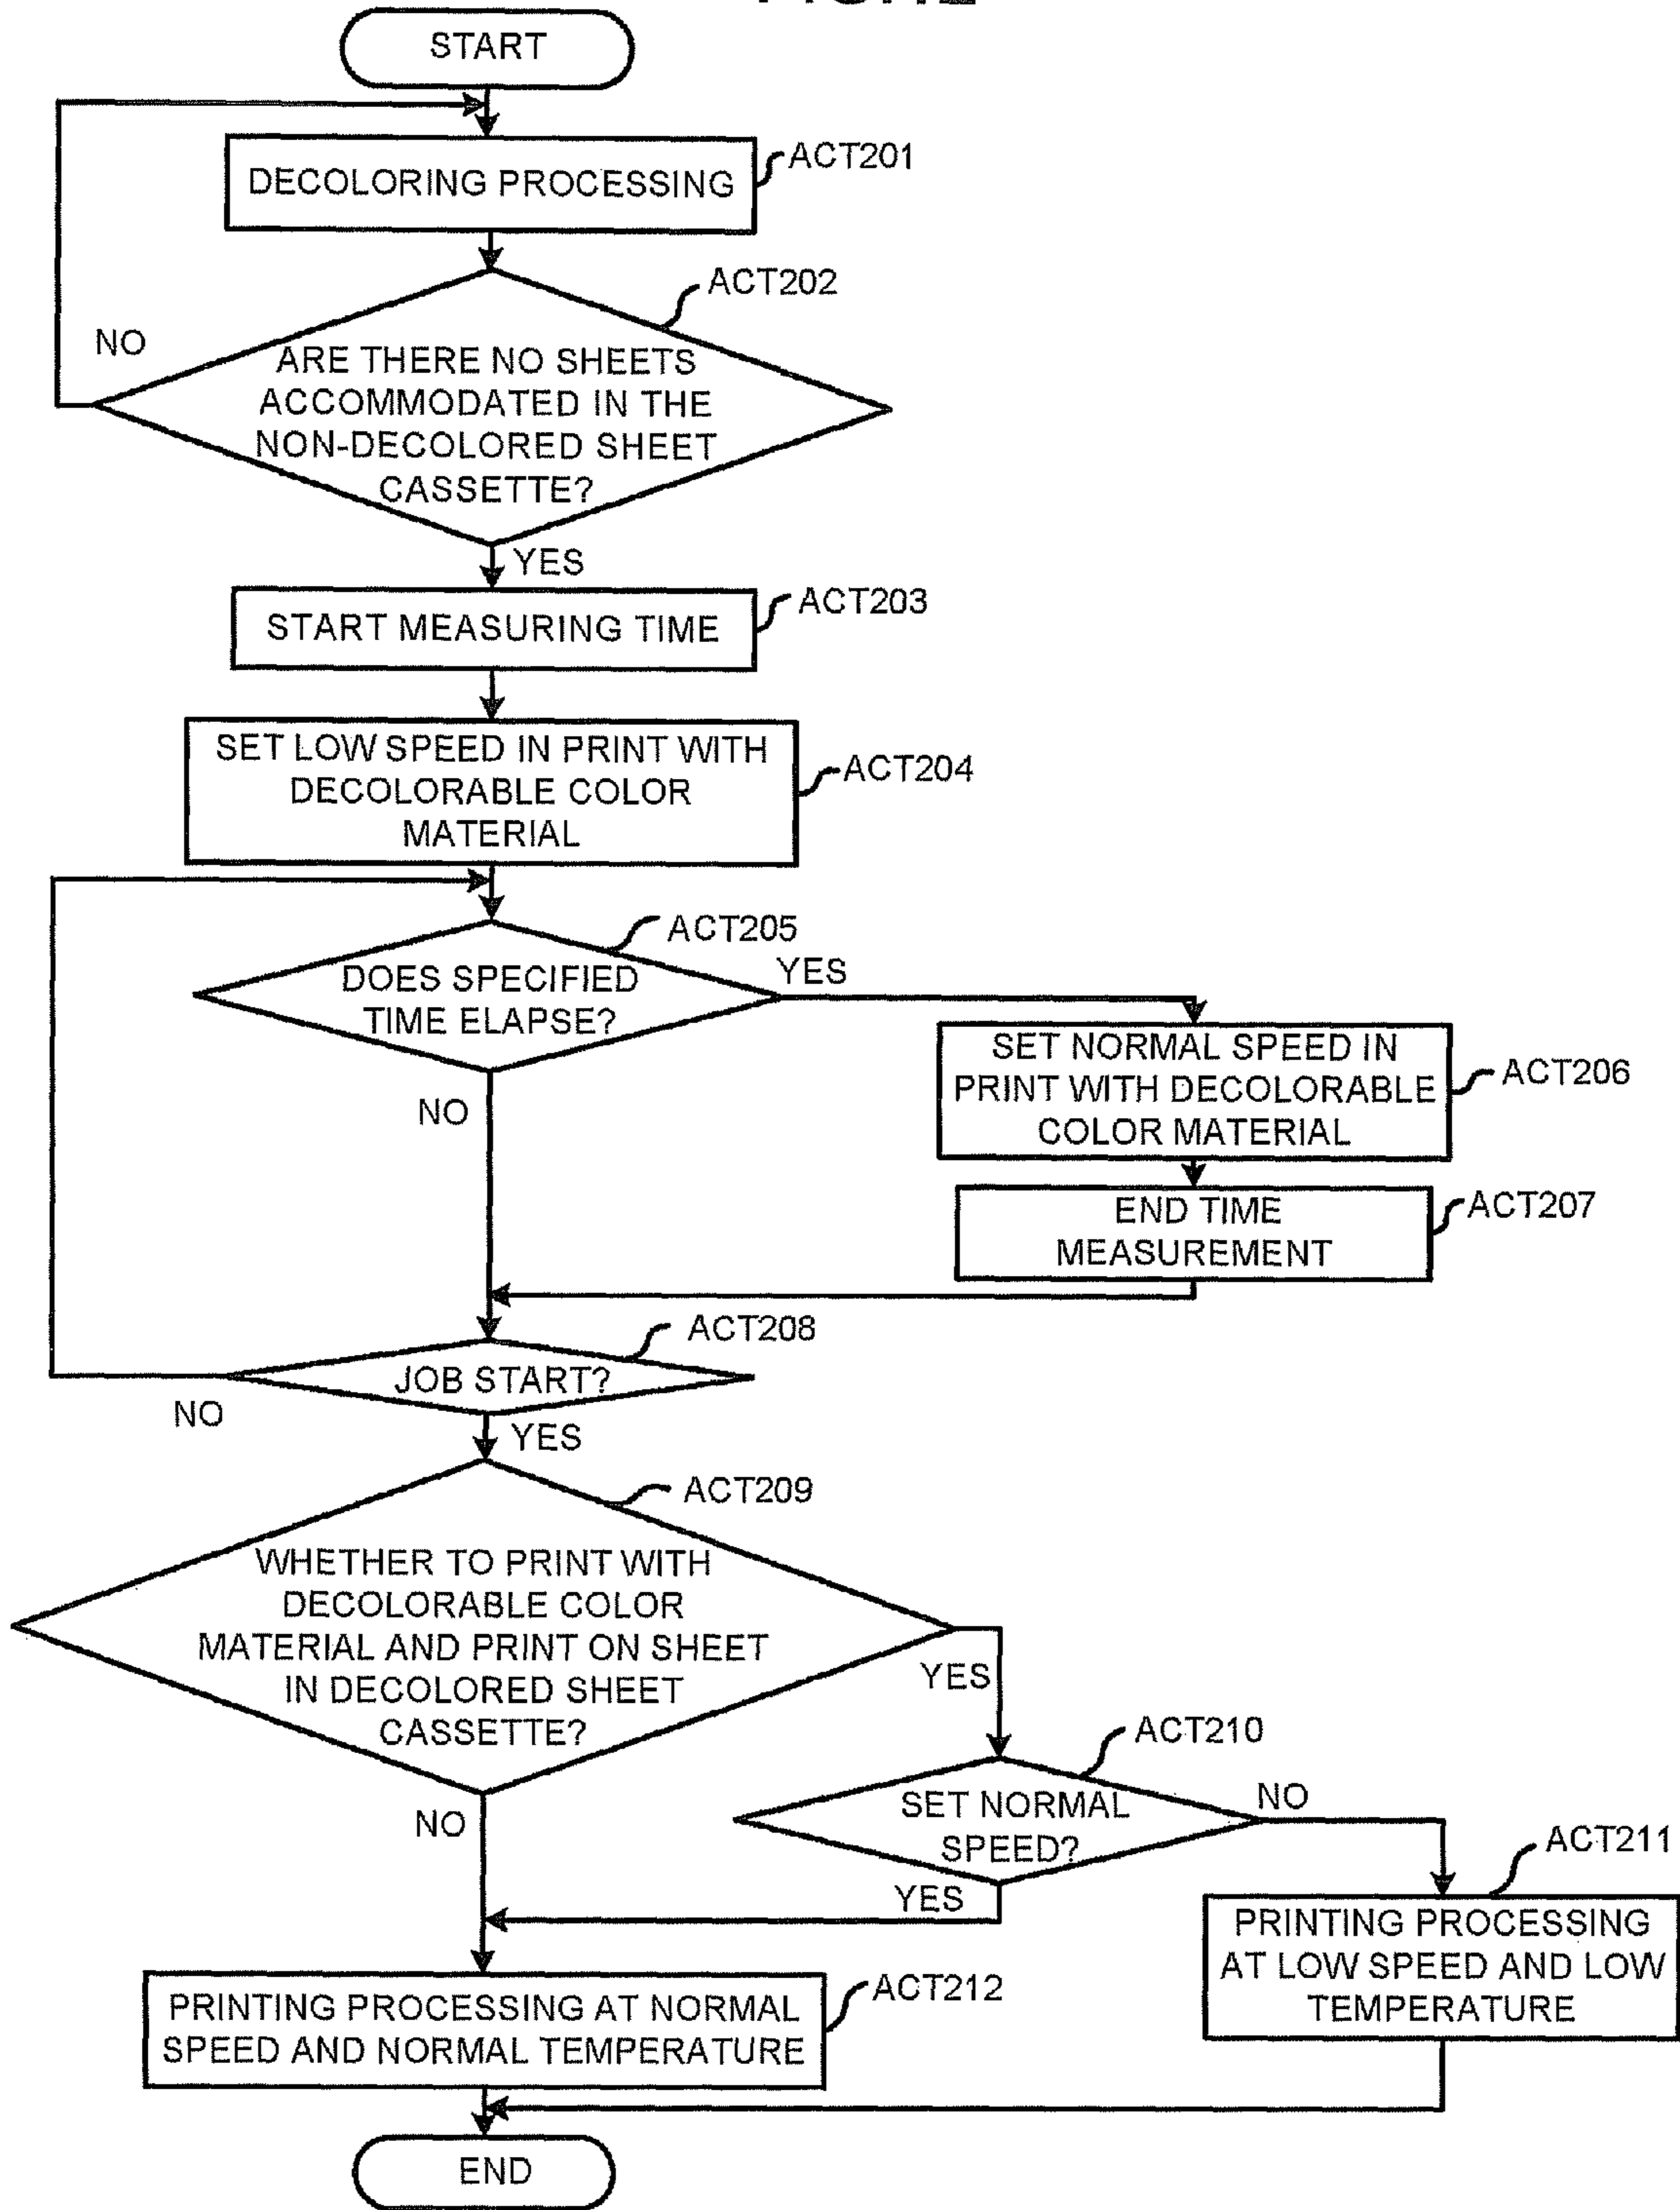 START
DECOLORING PROCESSING
ACT201
ACT202
NO
ARE THERE NO SHEETS
ACCOMMODATED IN THE
NON-DECOLORED SHEET
CASSETTE?
YES
START MEASURING TIME
ACT203
SET LOW SPEED IN PRINT WITH
DECOLORABLE COLOR
MATERIAL
ACT204
ACT205
DOES SPECIFIED
TIME ELAPSE?
YES
NO
SET NORMAL SPEED IN
PRINT WITH DECOLORABLE
COLOR MATERIAL
ACT206
END TIME
MEASUREMENT
ACT207
ACT208
JOB START?
NO
YES
ACT209
WHETHER TO PRINT WITH
DECOLORABLE COLOR
MATERIAL AND PRINT ON SHEET
IN DECOLORED SHEET
CASSETTE?
YES
NO
ACT210
SET NORMAL
SPEED?
NO
YES
ACT211
PRINTING PROCESSING
AT LOW SPEED AND LOW
TEMPERATURE
PRINTING PROCESSING AT NORMAL
SPEED AND NORMAL TEMPERATURE
ACT212
END